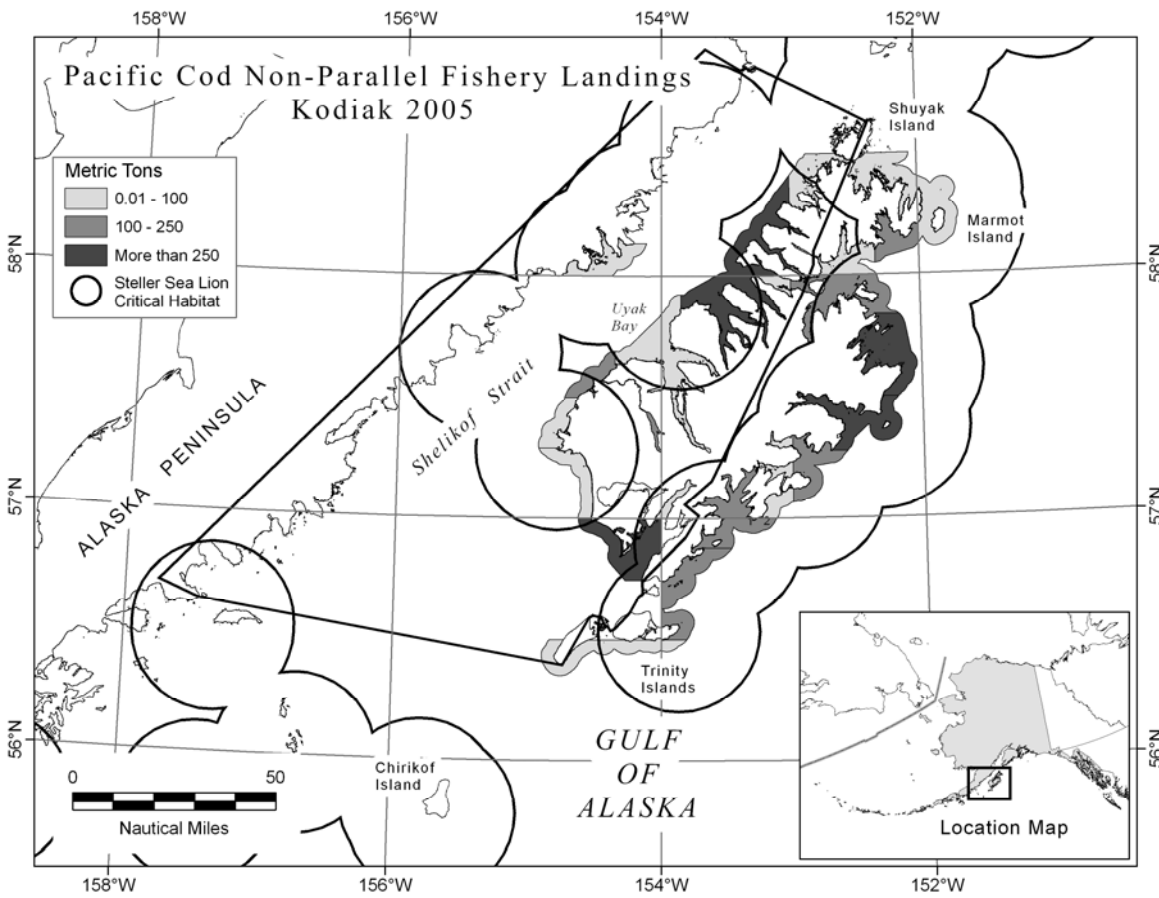 158°W
156°W
154°W
152°W
Pacific Cod Non-Parallel Fishery Landings
Kodiak 2005
Shuyak
Island
Metric Tons
0.01 - 100
100 - 250
More than 250
Steller Sea Lion
Critical Habitat
Marmot
Island
58°N
58°N
Uyak
Bay
Shelikof Strait
ALASKA PENINSULA
57°N
57°N
Trinity
Islands
56°N
56°N
GULF
OF
ALASKA
Chirikof
Island
0
50
Nautical Miles
Location Map
158°W
156°W
154°W
152°W